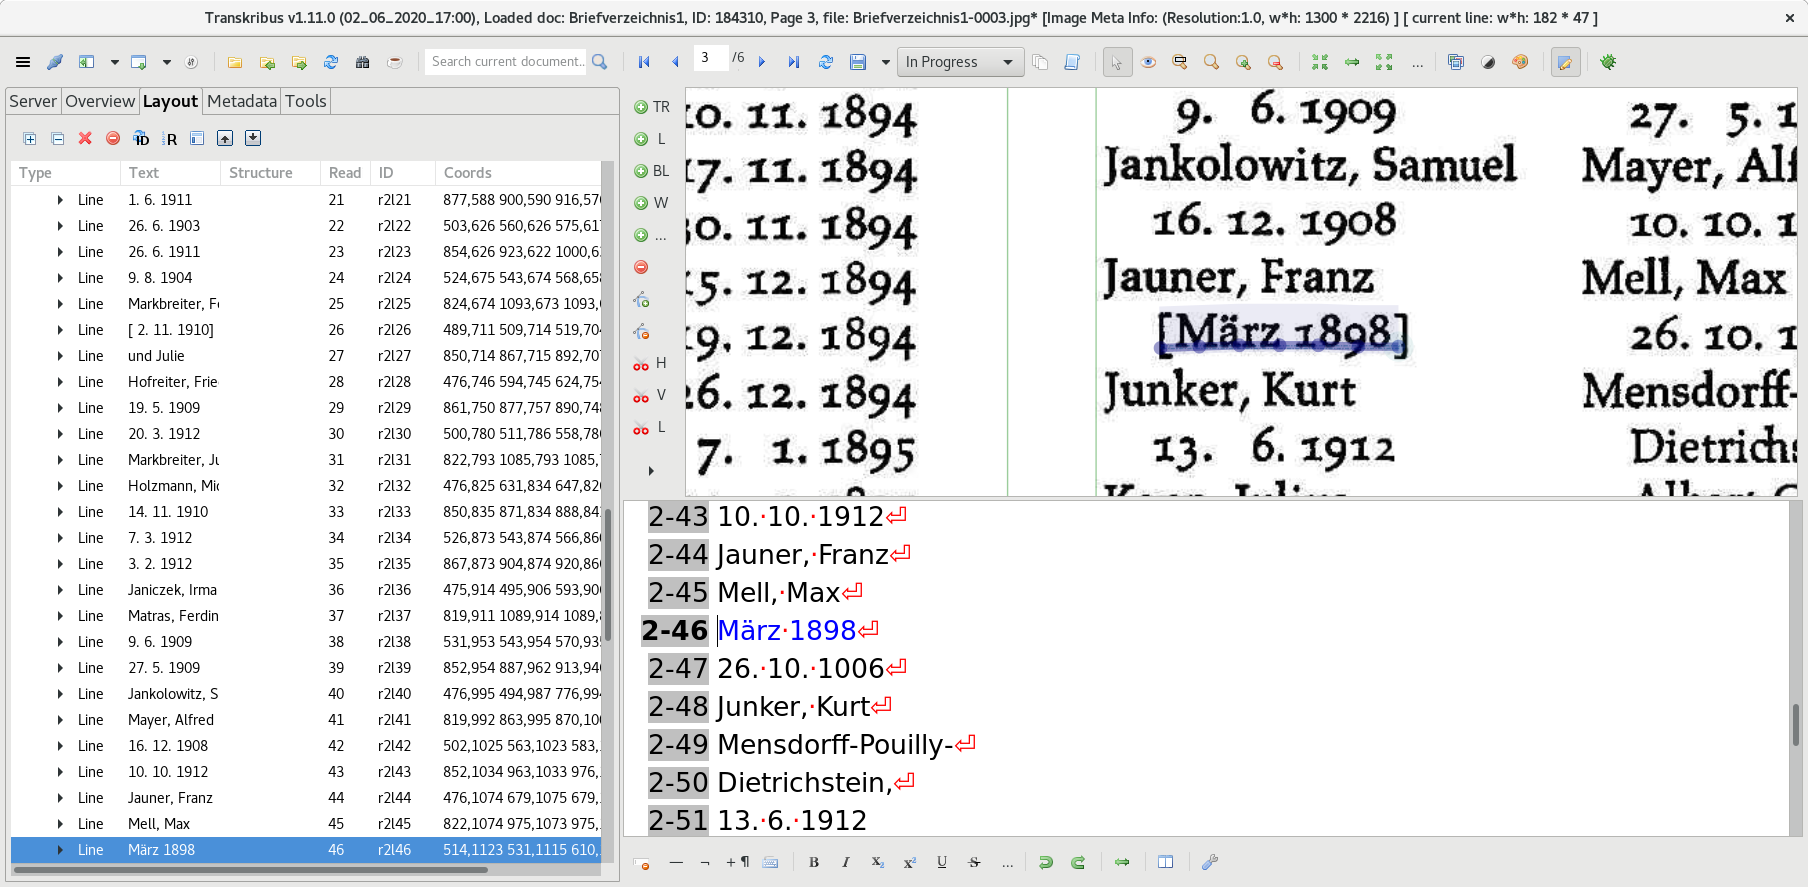 Transkribus v1.11.0 (02_06_2020_17:00), Loaded doc: Briefverzeichnis1, ID: 184310, Page 3, file: Briefverzeichnis1-0003.jpg* [Image Meta Info: (Resolution:1.0, w*h: 1300 * 2216) ] [ current line: w*h: 182 * 47 ]
Search current document...
3 /6
In Progress
Server Overview Layout Metadata Tools
ID R
Type Text Structure Read ID Coords
Line 1. 6. 1911 21 r2l21 877,588 900,590 916,57
Line 26. 6. 1903 22 r2l22 503,626 560,626 575,61
Line 26. 6. 1911 23 r2l23 854,626 923,622 1000,6
Line 9. 8. 1904 24 r2l24 524,675 543,674 568,658
Line Markbreiter, F 25 r2l25 824,674 1093,673 1093,
Line [ 2. 11. 1910] 26 r2l26 489,711 509,714 519,704
Line und Julie 27 r2l27 850,714 867,715 892,70
Line Hofreiter, Frie 28 r2l28 476,746 594,745 624,754
Line 19. 5. 1909 29 r2l29 861,750 877,757 890,748
Line 20. 3. 1912 30 r2l30 500,780 511,786 558,786
Line Markbreiter, Ju 31 r2l31 822,793 1085,793 1085,
Line Holzmann, Mic 32 r2l32 476,825 631,834 647,82
Line 14. 11. 1910 33 r2l33 850,835 871,834 888,84
Line 7. 3. 1912 34 r2l34 526,873 543,874 566,86
Line 3. 2. 1912 35 r2l35 867,873 904,874 920,86
Line Janiczek, Irma 36 r2l36 475,914 495,906 593,90
Line Matras, Ferdin 37 r2l37 819,911 1089,914 1089,
Line 9. 6. 1909 38 r2l38 531,953 543,954 570,93
Line 27. 5. 1909 39 r2l39 852,954 887,962 913,94
Line Jankolowitz, S 40 r2l40 476,995 494,987 776,994
Line Mayer, Alfred 41 r2l41 819,992 863,995 870,10
Line 16. 12. 1908 42 r2l42 502,1025 563,1023 583,
Line 10. 10. 1912 43 r2l43 852,1034 963,1033 976,
Line Jauner, Franz 44 r2l44 476,1074 679,1075 679,
Line Mell, Max 45 r2l45 822,1074 975,1073 975,
Line März 1898 46 r2l46 514,1123 531,1115 610,
TR
L
BL
W
...
H
V
L
10. 11. 1894
17. 11. 1894
30. 11. 1894
15. 12. 1894
19. 12. 1894
26. 12. 1894
7. 1. 1895
9. 6. 1909
Jankolowitz, Samuel
16. 12. 1908
Jauner, Franz
[März 1898]
Junker, Kurt
13. 6. 1912
27. 5. 1
Mayer, Alf
10. 10. 1
Mell, Max
26. 10. 1
Mensdorff-
Dietrichs
2-43 10. 10. 1912
2-44 Jauner, Franz
2-45 Mell, Max
2-46 März 1898
2-47 26. 10. 1006
2-48 Junker, Kurt
2-49 Mensdorff-Pouilly-
2-50 Dietrichstein,
2-51 13. 6. 1912
— ¬ + ¶ B I X₂ X² U S ...